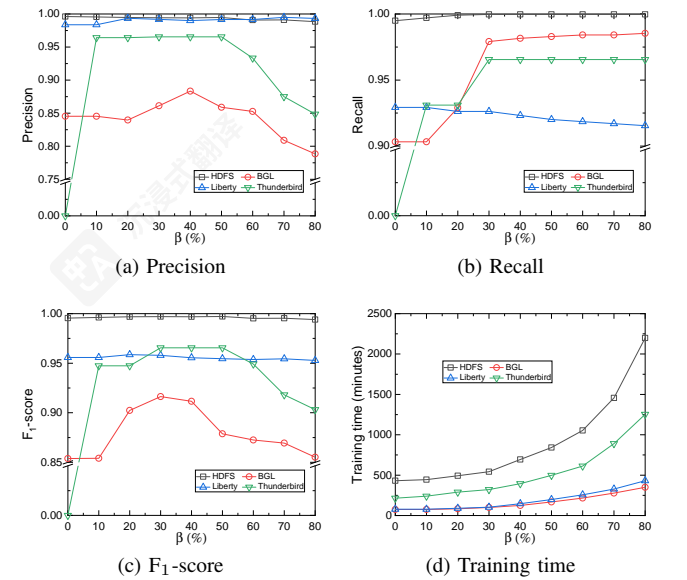 1.00
0.95
0.90
0.85
0.80
0.75
0.00
Precision
HDFS BGL
Liberty Thunderbird
0 10 20 30 40 50 60 70 80
β (%)
(a) Precision
1.00
0.95
0.90
0.00
Recall
HDFS BGL
Liberty Thunderbird
0 10 20 30 40 50 60 70 80
β (%)
(b) Recall
1.00
0.95
0.90
0.85
0.00
F₁-score
HDFS BGL
Liberty Thunderbird
0 10 20 30 40 50 60 70 80
β (%)
(c) F₁-score
2500
2000
1500
1000
500
0
Training time (minutes)
HDFS BGL
Liberty Thunderbird
0 10 20 30 40 50 60 70 80
β (%)
(d) Training time
沉浸式翻译